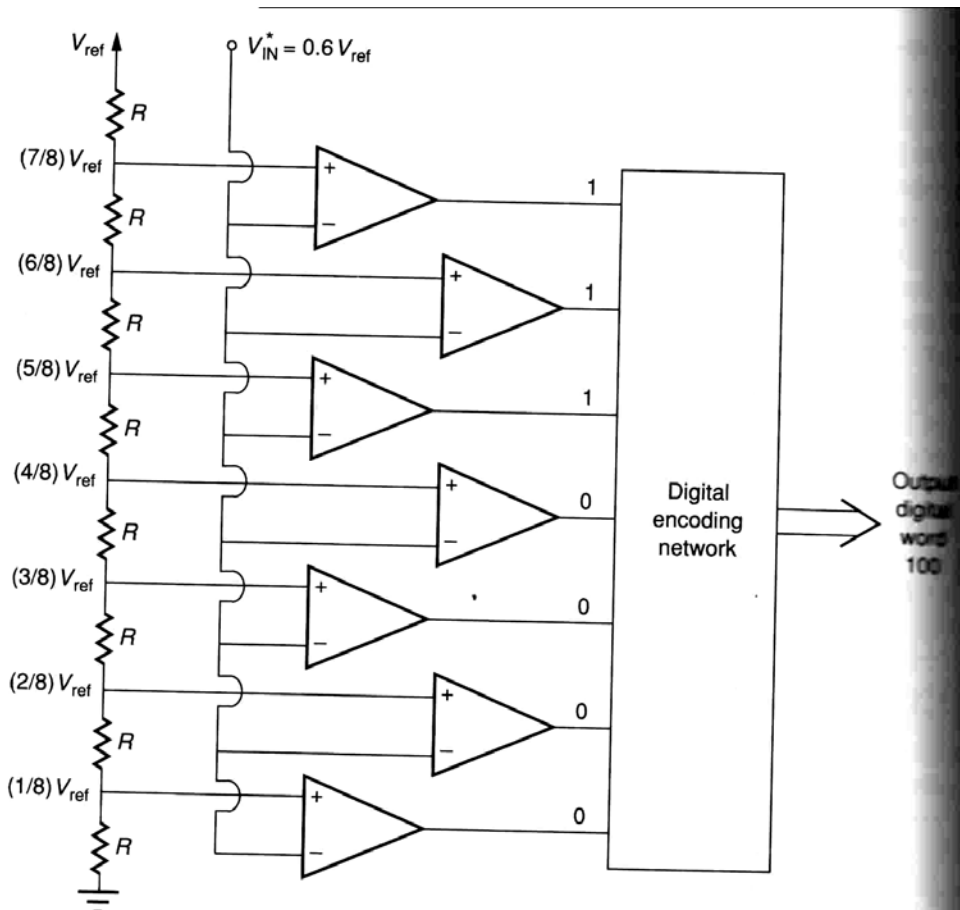 V_ref
V*_IN = 0.6 V_ref
R
(7/8) V_ref
+
−
1
R
(6/8) V_ref
+
−
1
R
(5/8) V_ref
+
−
1
R
(4/8) V_ref
+
−
0
R
(3/8) V_ref
+
−
0
R
(2/8) V_ref
+
−
0
R
(1/8) V_ref
+
−
0
R
Digital
encoding
network
Output
digital
word
100